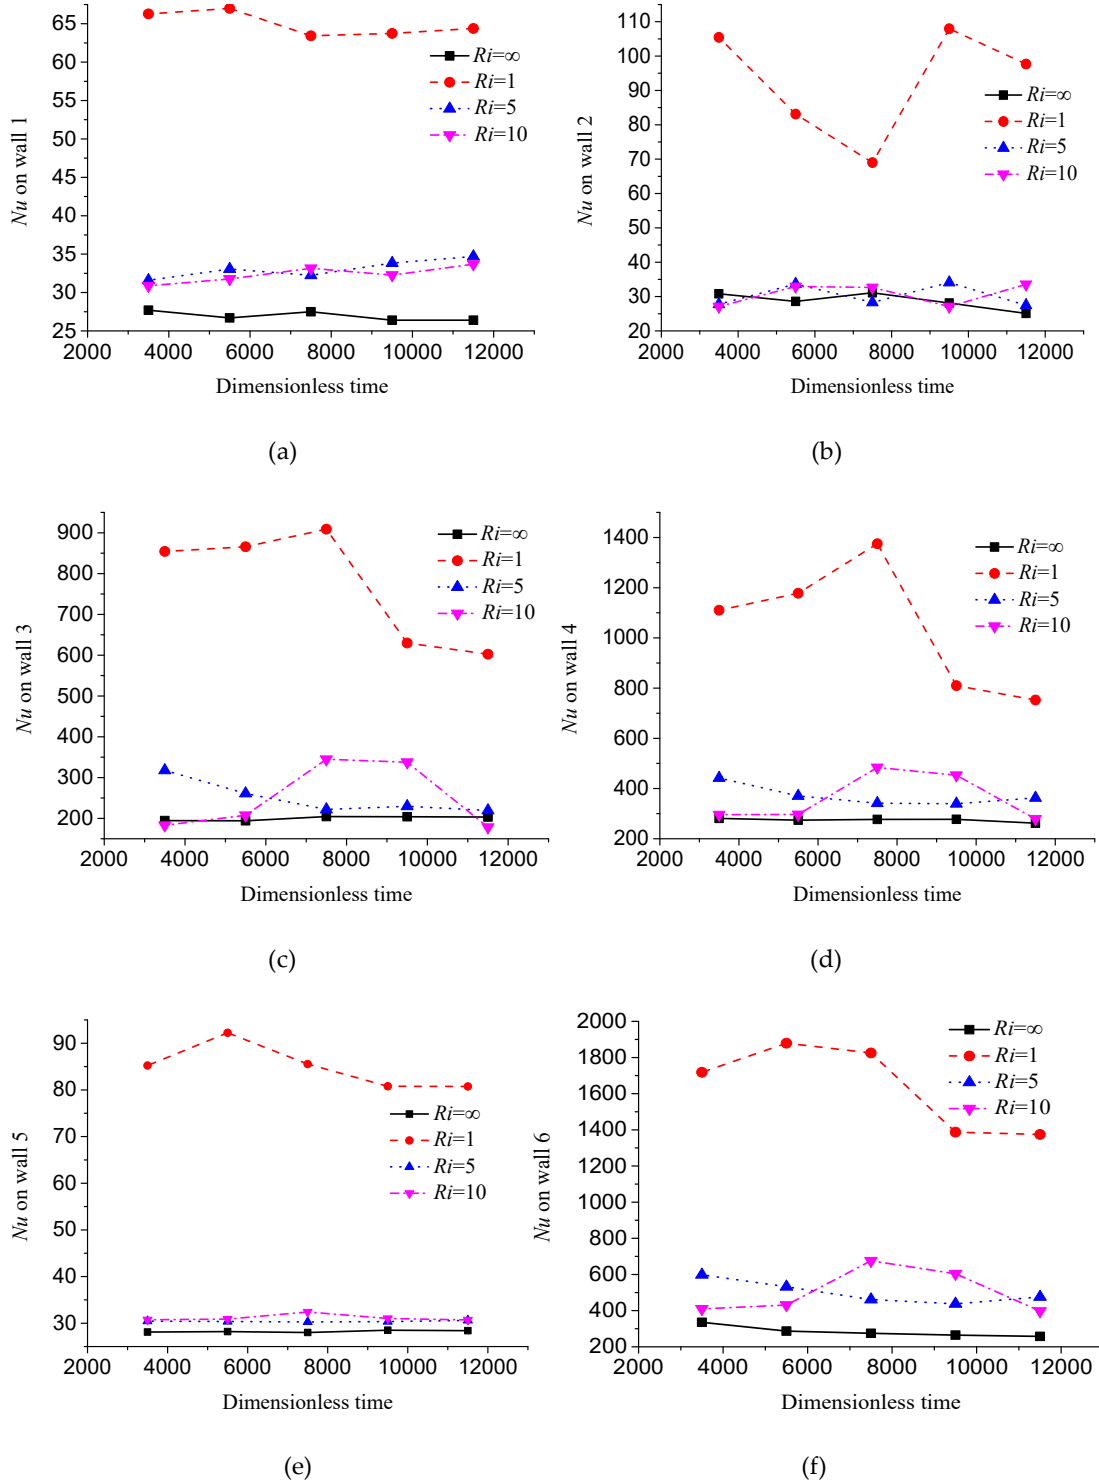 65
60
55
50
45
40
35
30
25
2000 4000 6000 8000 10000 12000
Nu on wall 1
Dimensionless time
Ri=∞
Ri=1
Ri=5
Ri=10
(a)
110
100
90
80
70
60
50
40
30
20
2000 4000 6000 8000 10000 12000
Nu on wall 2
Dimensionless time
Ri=∞
Ri=1
Ri=5
Ri=10
(b)
900
800
700
600
500
400
300
200
2000 4000 6000 8000 10000 12000
Nu on wall 3
Dimensionless time
Ri=∞
Ri=1
Ri=5
Ri=10
(c)
1400
1200
1000
800
600
400
200
2000 4000 6000 8000 10000 12000
Nu on wall 4
Dimensionless time
Ri=∞
Ri=1
Ri=5
Ri=10
(d)
90
80
70
60
50
40
30
2000 4000 6000 8000 10000 12000
Nu on wall 5
Dimensionless time
Ri=∞
Ri=1
Ri=5
Ri=10
(e)
2000
1800
1600
1400
1200
1000
800
600
400
200
2000 4000 6000 8000 10000 12000
Nu on wall 6
Dimensionless time
Ri=∞
Ri=1
Ri=5
Ri=10
(f)